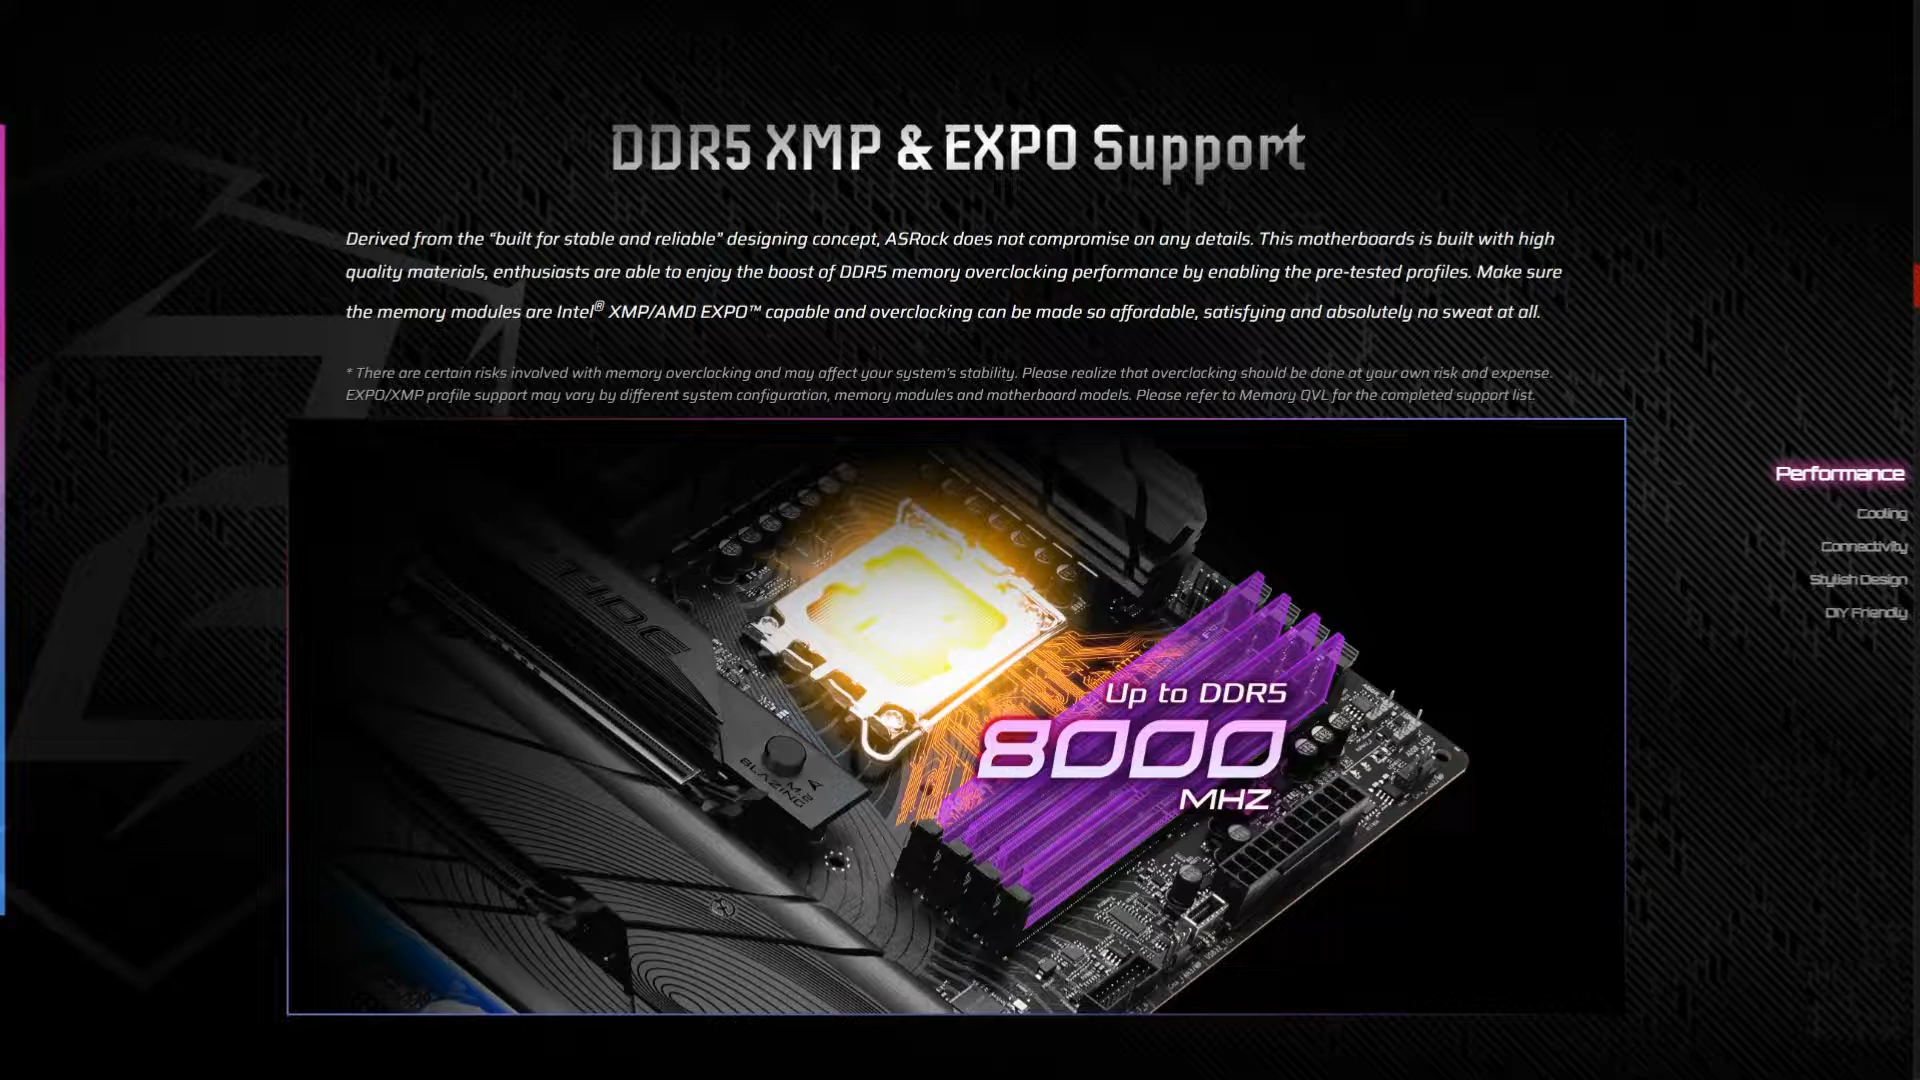 DDR5 XMP & EXPO Support
Derived from the “built for stable and reliable” designing concept, ASRock does not compromise on any details. This motherboards is built with high
quality materials, enthusiasts are able to enjoy the boost of DDR5 memory overclocking performance by enabling the pre-tested profiles. Make sure
the memory modules are Intel® XMP/AMD EXPO™ capable and overclocking can be made so affordable, satisfying and absolutely no sweat at all.
* There are certain risks involved with memory overclocking and may affect your system's stability. Please realize that overclocking should be done at your own risk and expense.
EXPO/XMP profile support may vary by different system configuration, memory modules and motherboard models. Please refer to Memory QVL for the completed support list.
Performance
Cooling
Connectivity
Stylish Design
DIY Friendly
Up to DDR5
8000
MHZ
BLAZING
M.2